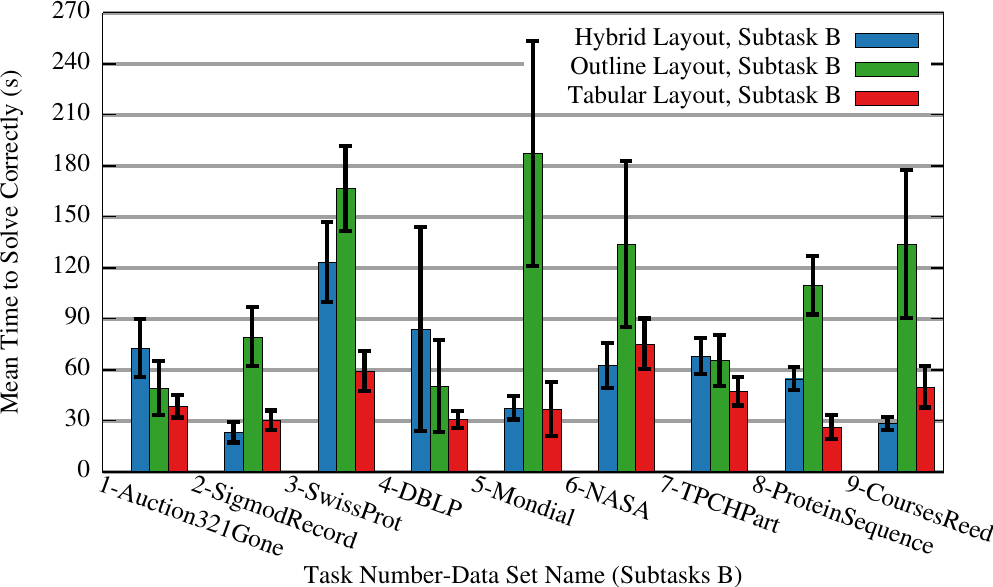 270
240
210
180
150
120
90
60
30
0
Mean Time to Solve Correctly (s)
Hybrid Layout, Subtask B
Outline Layout, Subtask B
Tabular Layout, Subtask B
1-Auction321Gone
2-SigmodRecord
3-SwissProt
4-DBLP
5-Mondial
6-NASA
7-TPCHPart
8-ProteinSequence
9-CoursesReed
Task Number-Data Set Name (Subtasks B)